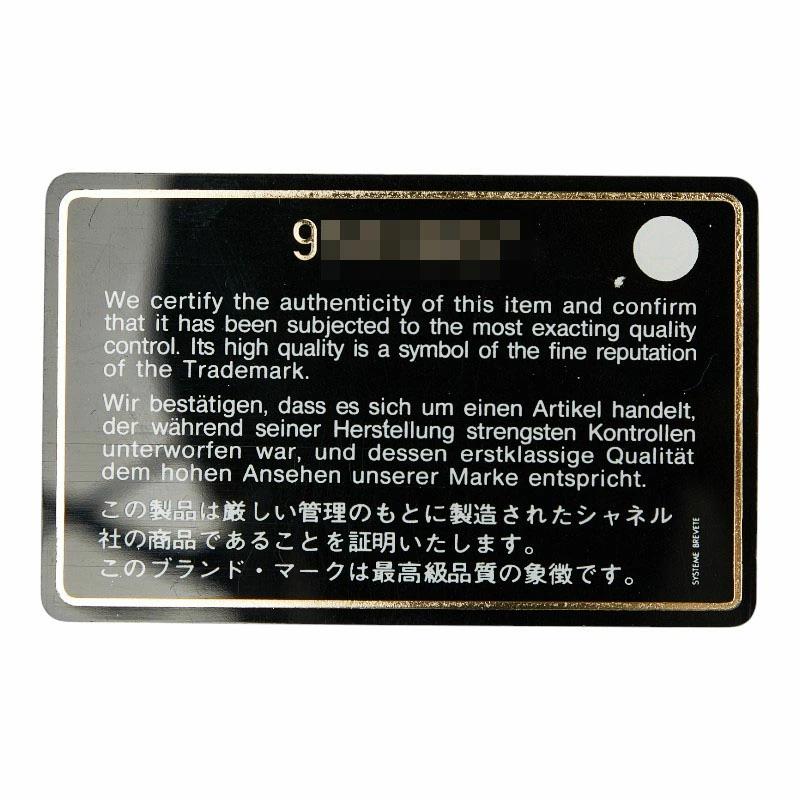 9
We certify the authenticity of this item and confirm
that it has been subjected to the most exacting quality
control. Its high quality is a symbol of the fine reputation
of the Trademark.
Wir bestätigen, dass es sich um einen Artikel handelt,
der während seiner Herstellung strengsten Kontrollen
unterworfen war, und dessen erstklassige Qualität
dem hohen Ansehen unserer Marke entspricht.
この製品は厳しい管理のもとに製造されたシャネル
社の商品であることを証明いたします。
このブランド・マークは最高級品質の象徴です。
SYSTEME BREVETE